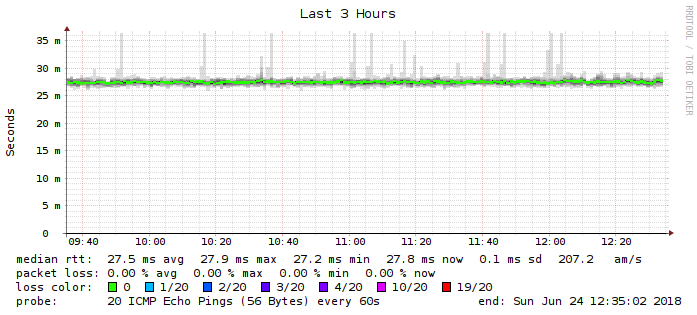 Last 3 Hours
RRDTOOL / TOBI OETIKER
Seconds
35 m
30 m
25 m
20 m
15 m
10 m
5 m
0
09:40 10:00 10:20 10:40 11:00 11:20 11:40 12:00 12:20
median rtt: 27.5 ms avg 27.9 ms max 27.2 ms min 27.8 ms now 0.1 ms sd 207.2 am/s
packet loss: 0.00 % avg 0.00 % max 0.00 % min 0.00 % now
loss color: 0 1/20 2/20 3/20 4/20 10/20 19/20
probe: 20 ICMP Echo Pings (56 Bytes) every 60s end: Sun Jun 24 12:35:02 2018